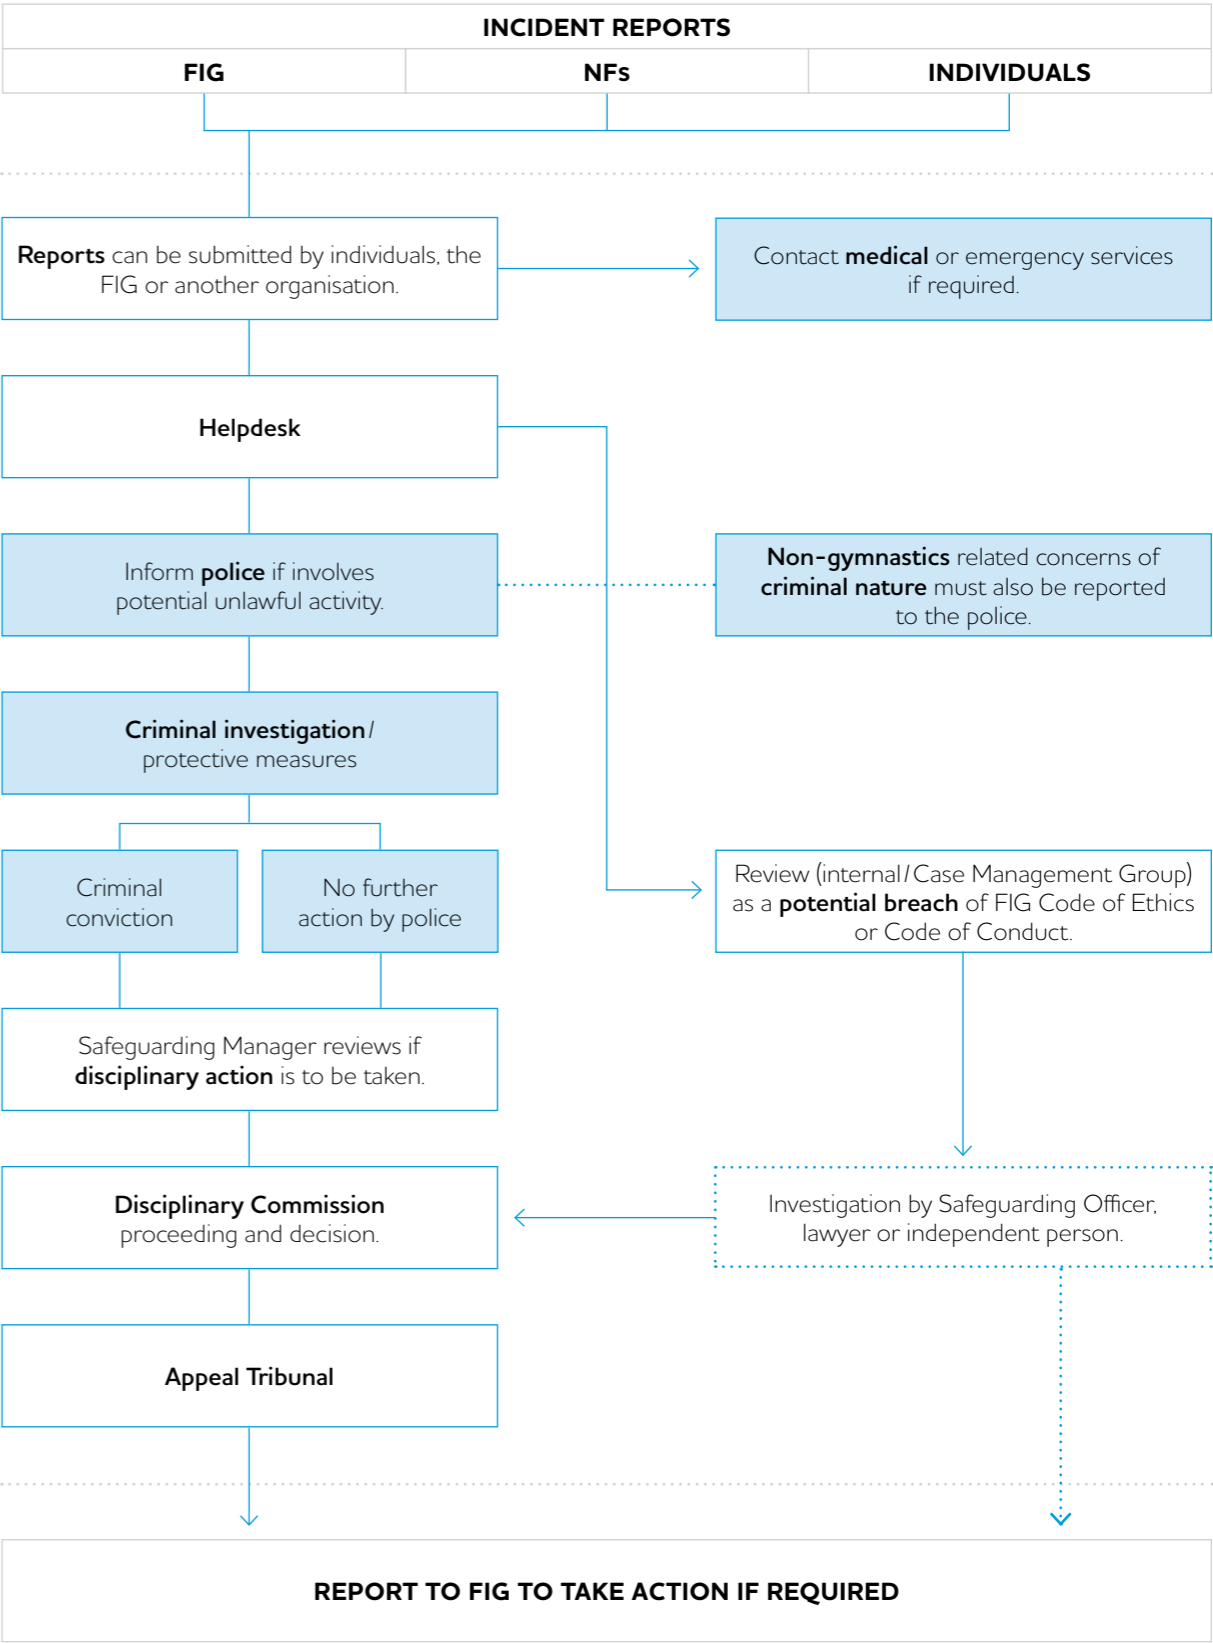 INCIDENT REPORTS
FIG
NFs
INDIVIDUALS
Reports can be submitted by individuals, the
FIG or another organisation.
Contact medical or emergency services
if required.
Helpdesk
Inform police if involves
potential unlawful activity.
Non-gymnastics related concerns of
criminal nature must also be reported
to the police.
Criminal investigation/
protective measures
Criminal
conviction
No further
action by police
Review (internal/Case Management Group)
as a potential breach of FIG Code of Ethics
or Code of Conduct.
Safeguarding Manager reviews if
disciplinary action is to be taken.
Disciplinary Commission
proceeding and decision.
Investigation by Safeguarding Officer,
lawyer or independent person.
Appeal Tribunal
REPORT TO FIG TO TAKE ACTION IF REQUIRED